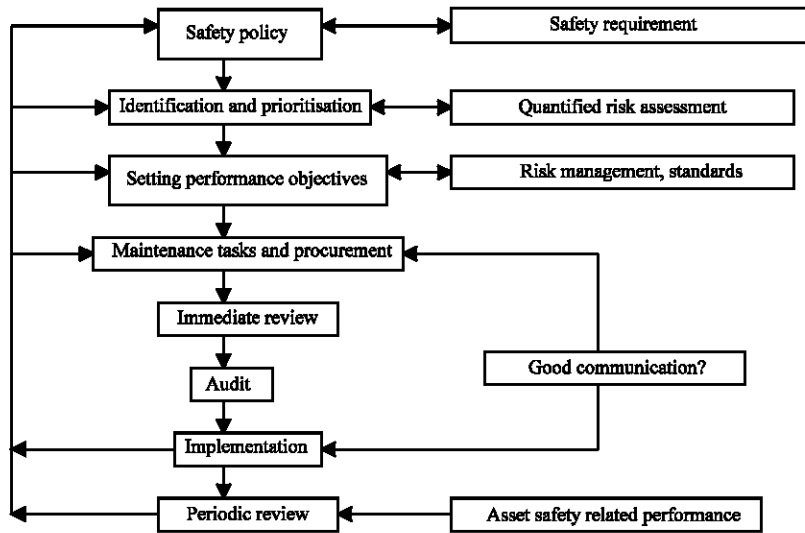 Safety policy
Safety requirement
Identification and prioritisation
Quantified risk assessment
Setting performance objectives
Risk management, standards
Maintenance tasks and procurement
Immediate review
Good communication?
Audit
Implementation
Periodic review
Asset safety related performance